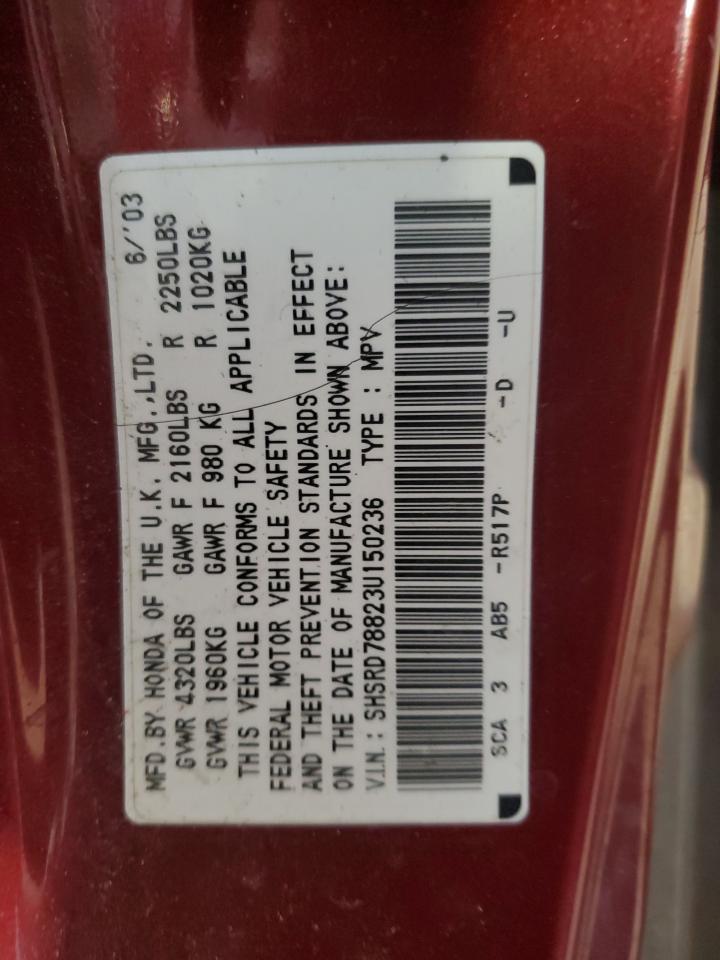 MFD.BY HONDA OF THE U.K. MFG.,LTD. 6/'03
GVWR 4320LBS GAWR F 2160LBS R 2250LBS
GVWR 1960KG GAWR F 980 KG R 1020KG
THIS VEHICLE CONFORMS TO ALL APPLICABLE
FEDERAL MOTOR VEHICLE SAFETY
AND THEFT PREVENTION STANDARDS IN EFFECT
ON THE DATE OF MANUFACTURE SHOWN ABOVE:
V.I.N.: SHSRD78823U150236 TYPE : MPV
SCA 3 AB5 -R517P -D -U